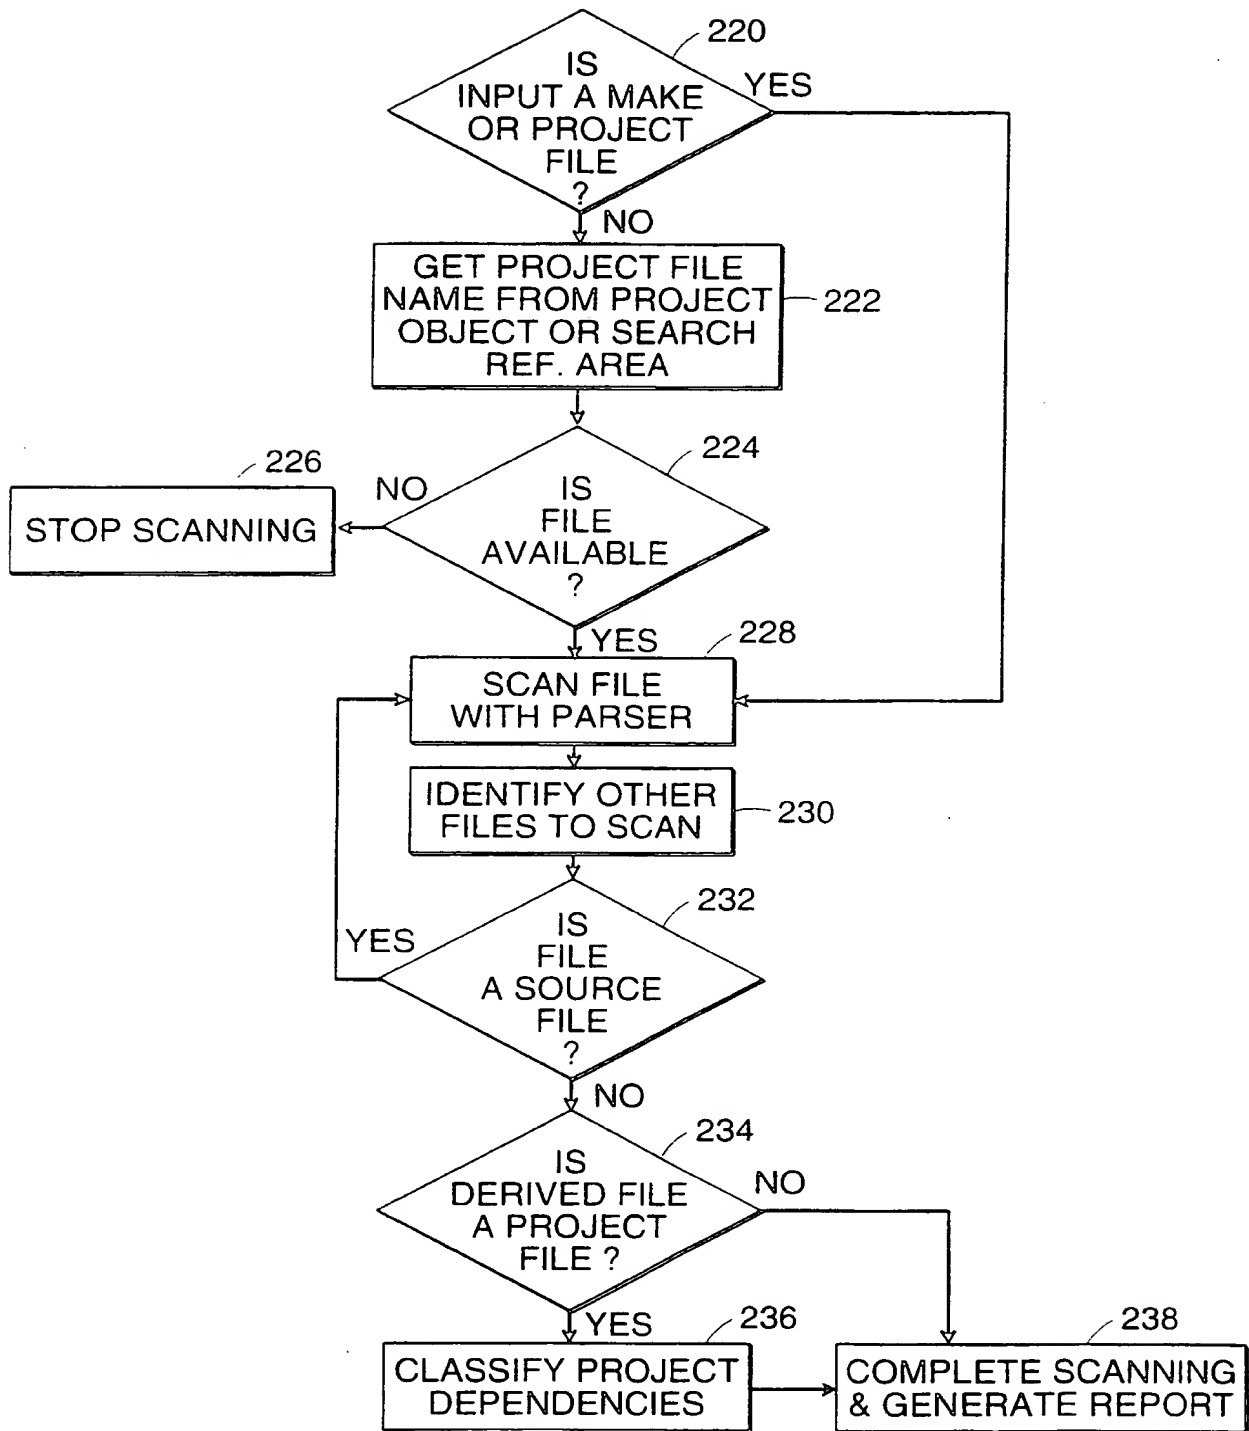 220
IS
INPUT A MAKE
OR PROJECT
FILE
?
YES
NO
GET PROJECT FILE
NAME FROM PROJECT
OBJECT OR SEARCH
REF. AREA
222
224
226
NO
IS
FILE
AVAILABLE
?
STOP SCANNING
YES
228
SCAN FILE
WITH PARSER
IDENTIFY OTHER
FILES TO SCAN
230
232
YES
IS
FILE
A SOURCE
FILE
?
NO
234
IS
DERIVED FILE
A PROJECT
FILE ?
NO
YES
236
238
CLASSIFY PROJECT
DEPENDENCIES
COMPLETE SCANNING
& GENERATE REPORT